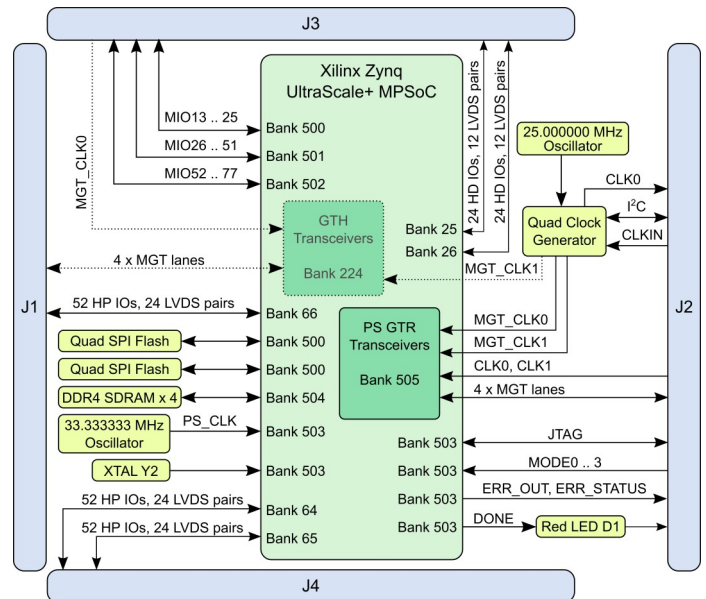 J3
Xilinx Zynq
UltraScale+ MPSoC
MIO13 .. 25
Bank 500
MIO26 .. 51
Bank 501
MIO52 .. 77
Bank 502
MGT_CLK0
24 HD IOs, 12 LVDS pairs
24 HD IOs, 12 LVDS pairs
25.000000 MHz
Oscillator
CLK0
I²C
CLKIN
Quad Clock
Generator
GTH
Transceivers
Bank 224
Bank 25
Bank 26
MGT_CLK1
4 x MGT lanes
J1
J2
52 HP IOs, 24 LVDS pairs
Bank 66
Quad SPI Flash
Bank 500
Quad SPI Flash
Bank 500
DDR4 SDRAM x 4
Bank 504
33.333333 MHz
Oscillator
PS_CLK
Bank 503
XTAL Y2
Bank 503
PS GTR
Transceivers
Bank 505
MGT_CLK0
MGT_CLK1
CLK0, CLK1
4 x MGT lanes
Bank 503
JTAG
Bank 503
MODE0 .. 3
Bank 503
ERR_OUT, ERR_STATUS
Bank 503
DONE
Red LED D1
52 HP IOs, 24 LVDS pairs
Bank 64
52 HP IOs, 24 LVDS pairs
Bank 65
J4